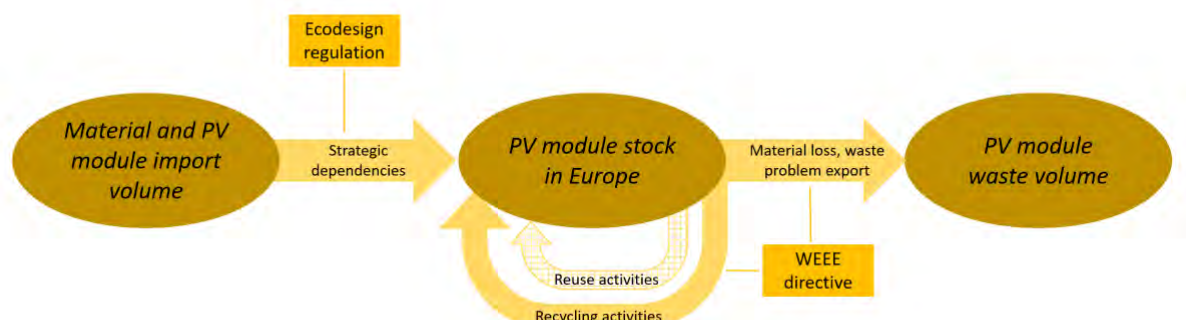 Ecodesign
regulation
Material and PV
module import
volume
Strategic
dependencies
PV module stock
in Europe
Material loss, waste
problem export
PV module
waste volume
WEEE
directive
Reuse activities
Recycling activities